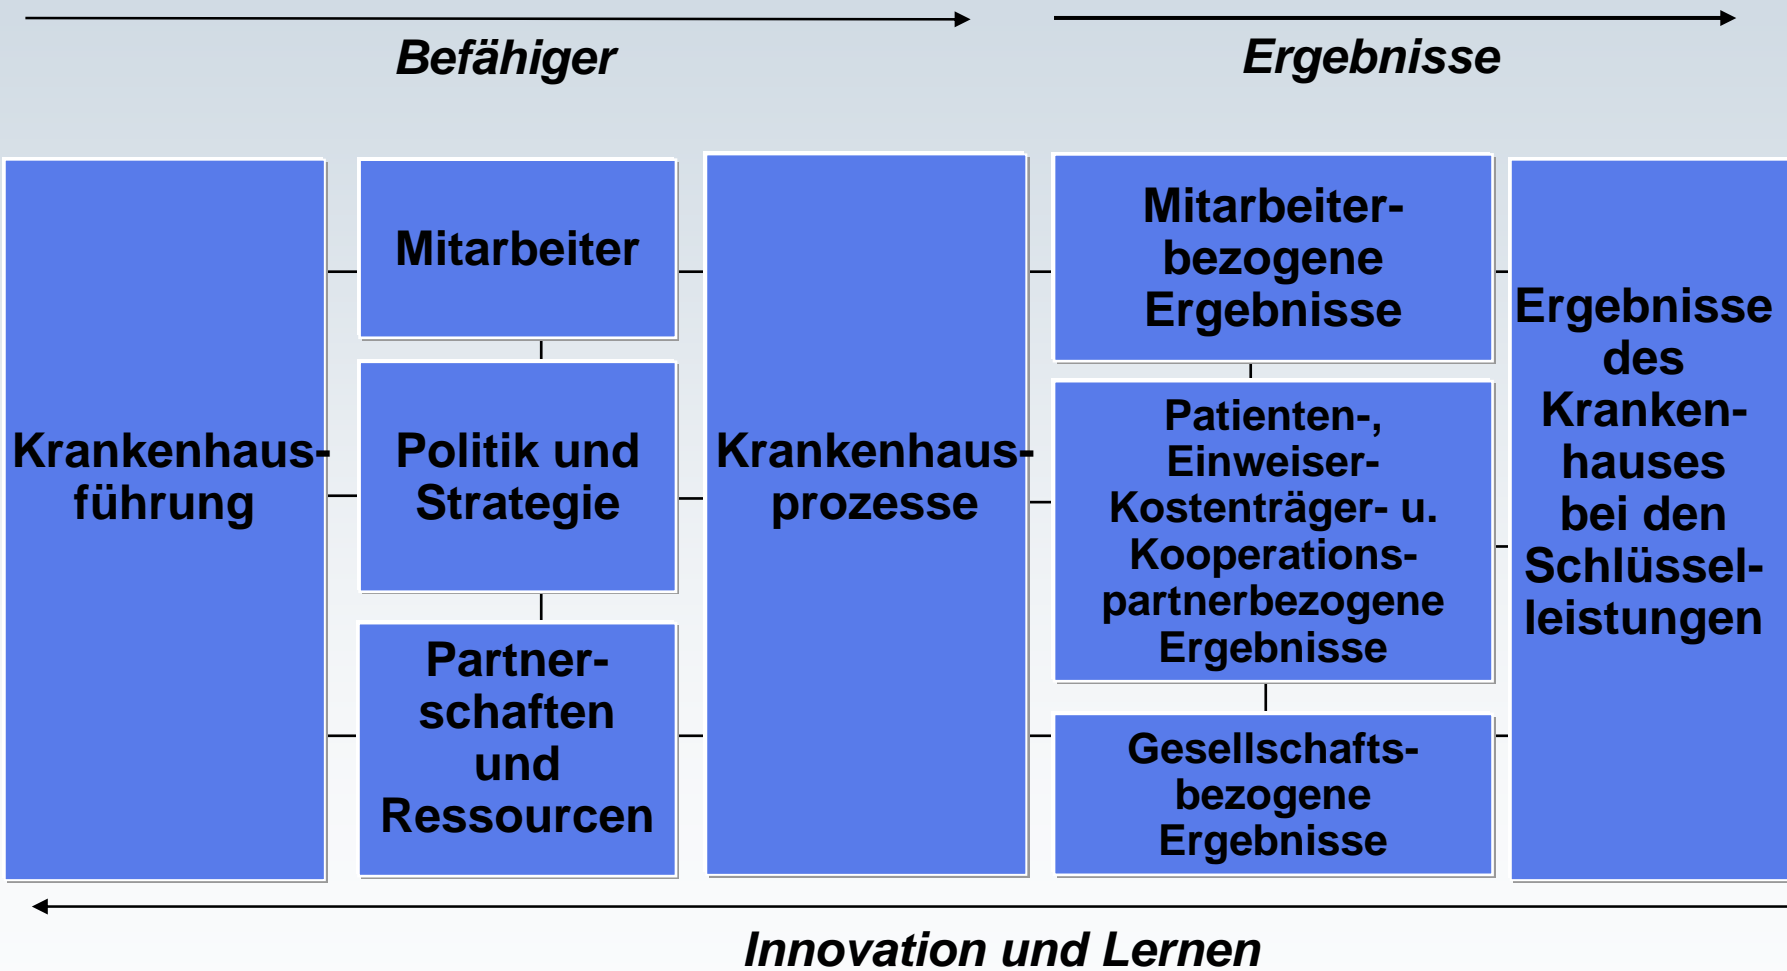 Befähiger
Ergebnisse
Krankenhaus-
führung
Mitarbeiter
Politik und
Strategie
Partner-
schaften
und
Ressourcen
Krankenhaus-
prozesse
Mitarbeiter-
bezogene
Ergebnisse
Patienten-,
Einweiser-
Kostenträger- u.
Kooperations-
partnerbezogene
Ergebnisse
Gesellschafts-
bezogene
Ergebnisse
Ergebnisse
des
Kranken-
hauses
bei den
Schlüssel-
leistungen
Innovation und Lernen